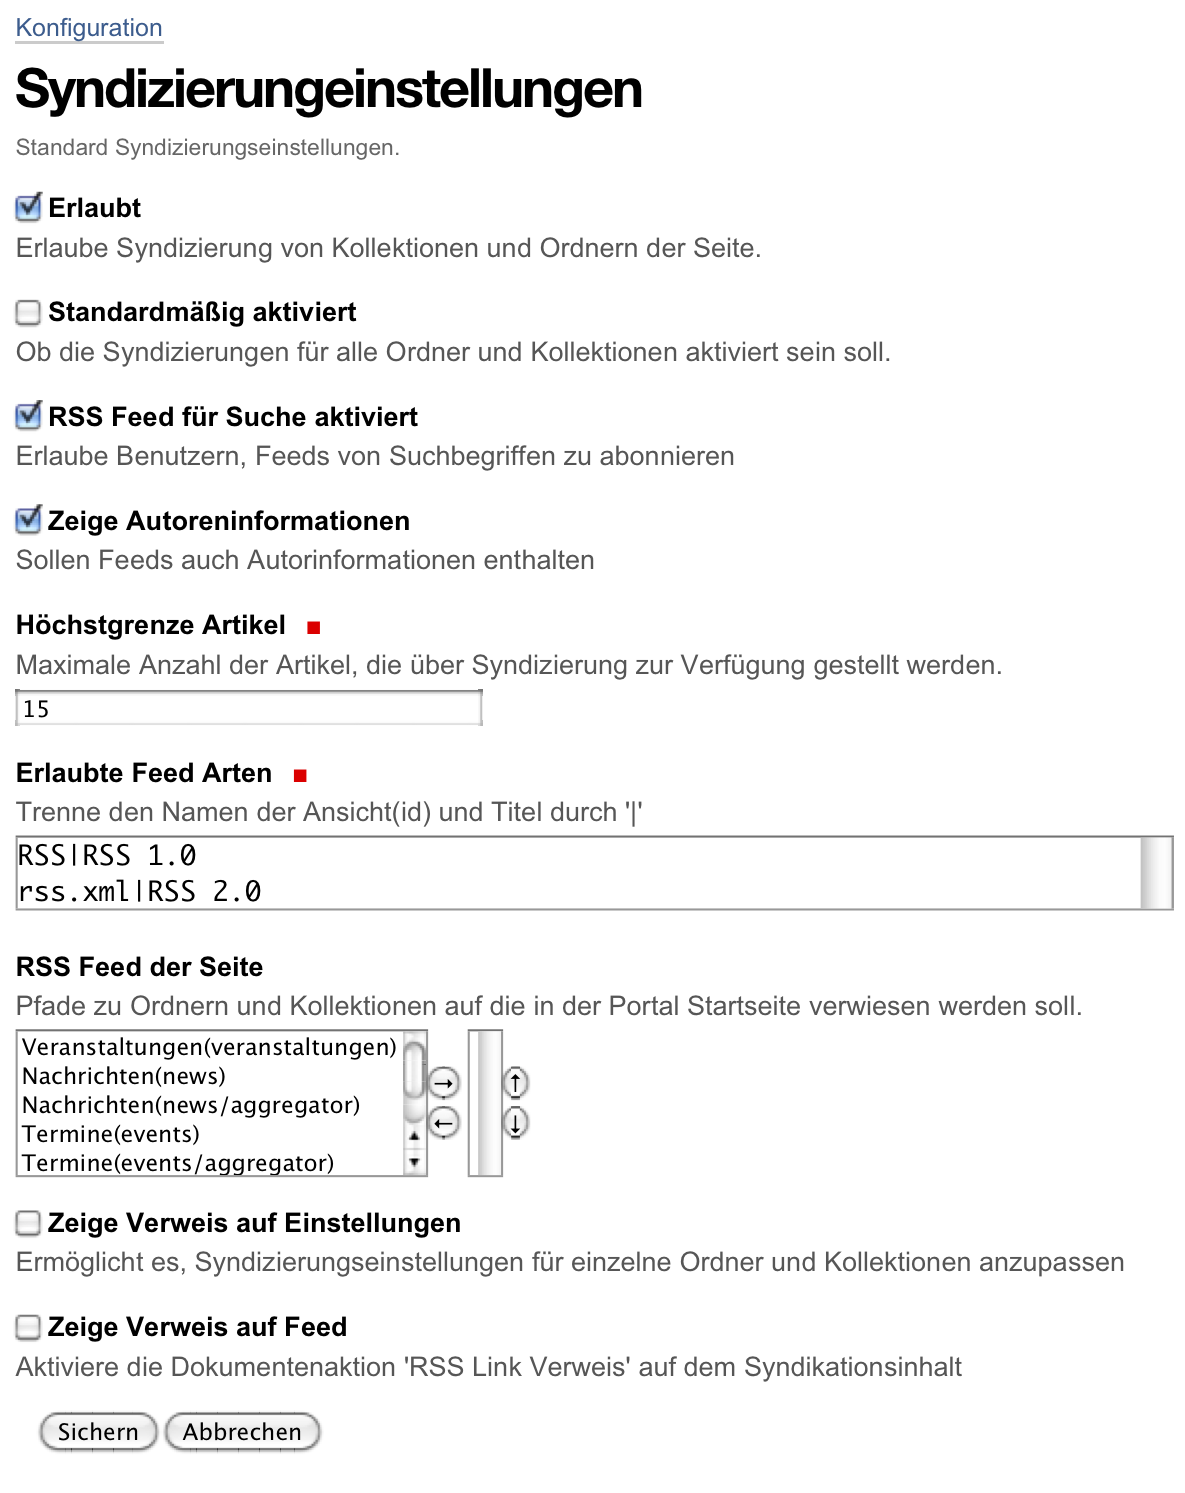 Konfiguration
Syndizierungeinstellungen
Standard Syndizierungseinstellungen.
Erlaubt
Erlaube Syndizierung von Kollektionen und Ordnern der Seite.
Standardmäßig aktiviert
Ob die Syndizierungen für alle Ordner und Kollektionen aktiviert sein soll.
RSS Feed für Suche aktiviert
Erlaube Benutzern, Feeds von Suchbegriffen zu abonnieren
Zeige Autoreninformationen
Sollen Feeds auch Autorinformationen enthalten
Höchstgrenze Artikel
Maximale Anzahl der Artikel, die über Syndizierung zur Verfügung gestellt werden.
15
Erlaubte Feed Arten
Trenne den Namen der Ansicht(id) und Titel durch '|'
RSS|RSS 1.0
rss.xml|RSS 2.0
RSS Feed der Seite
Pfade zu Ordnern und Kollektionen auf die in der Portal Startseite verwiesen werden soll.
Veranstaltungen(veranstaltungen)
Nachrichten(news)
Nachrichten(news/aggregator)
Termine(events)
Termine(events/aggregator)
Zeige Verweis auf Einstellungen
Ermöglicht es, Syndizierungseinstellungen für einzelne Ordner und Kollektionen anzupassen
Zeige Verweis auf Feed
Aktiviere die Dokumentenaktion 'RSS Link Verweis' auf dem Syndikationsinhalt
Sichern Abbrechen